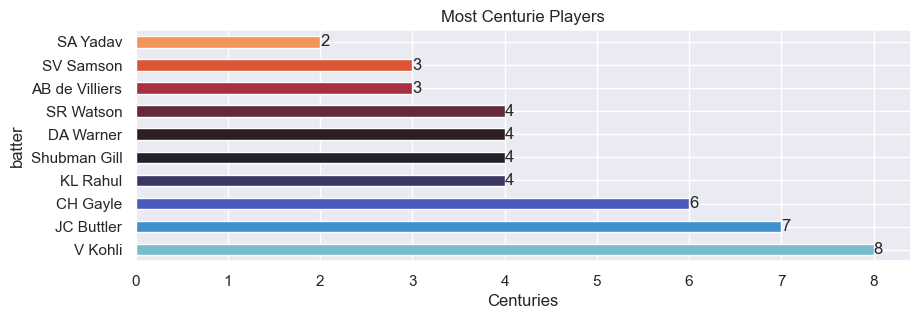 Most Centurie Players
batter
SA Yadav 2
SV Samson 3
AB de Villiers 3
SR Watson 4
DA Warner 4
Shubman Gill 4
KL Rahul 4
CH Gayle 6
JC Buttler 7
V Kohli 8
0 1 2 3 4 5 6 7 8
Centuries